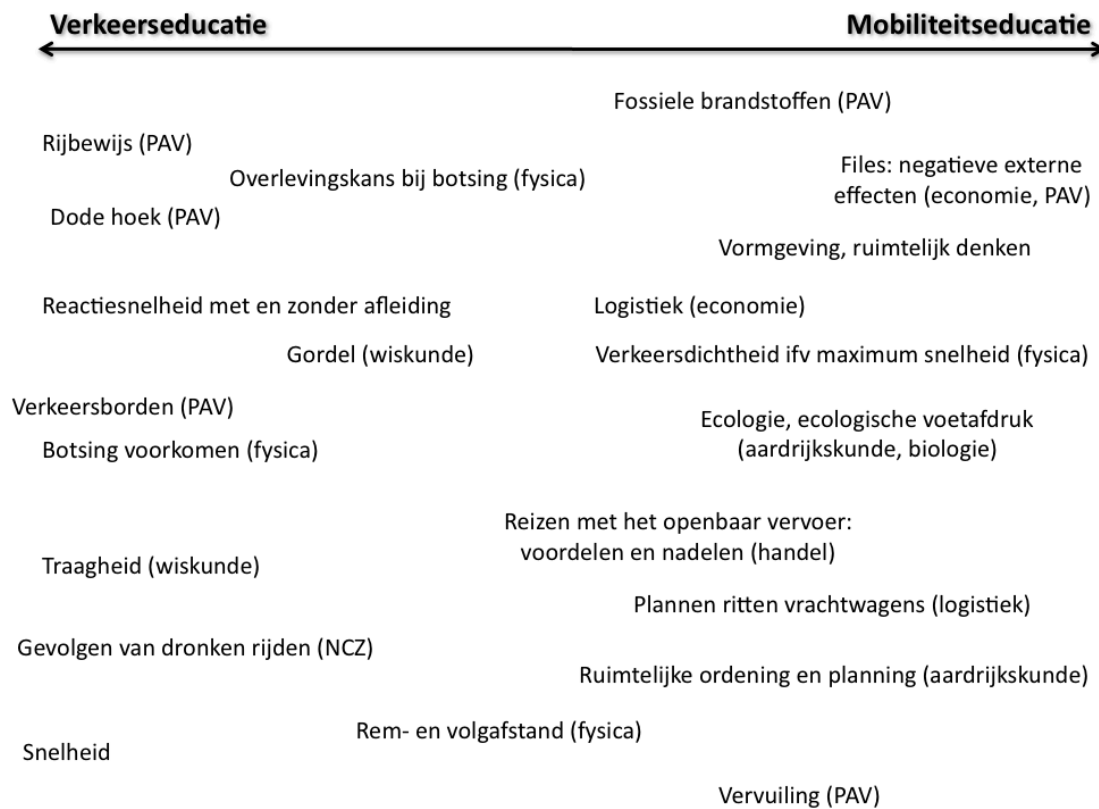 Verkeerseducatie
Mobiliteitseducatie
Fossiele brandstoffen (PAV)
Rijbewijs (PAV)
Overlevingskans bij botsing (fysica)
Files: negatieve externe
effecten (economie, PAV)
Dode hoek (PAV)
Vormgeving, ruimtelijk denken
Reactiesnelheid met en zonder afleiding
Logistiek (economie)
Gordel (wiskunde)
Verkeersdichtheid ifv maximum snelheid (fysica)
Verkeersborden (PAV)
Ecologie, ecologische voetafdruk
(aardrijkskunde, biologie)
Botsing voorkomen (fysica)
Reizen met het openbaar vervoer:
voordelen en nadelen (handel)
Traagheid (wiskunde)
Plannen ritten vrachtwagens (logistiek)
Gevolgen van dronken rijden (NCZ)
Ruimtelijke ordening en planning (aardrijkskunde)
Rem- en volgafstand (fysica)
Snelheid
Vervuiling (PAV)